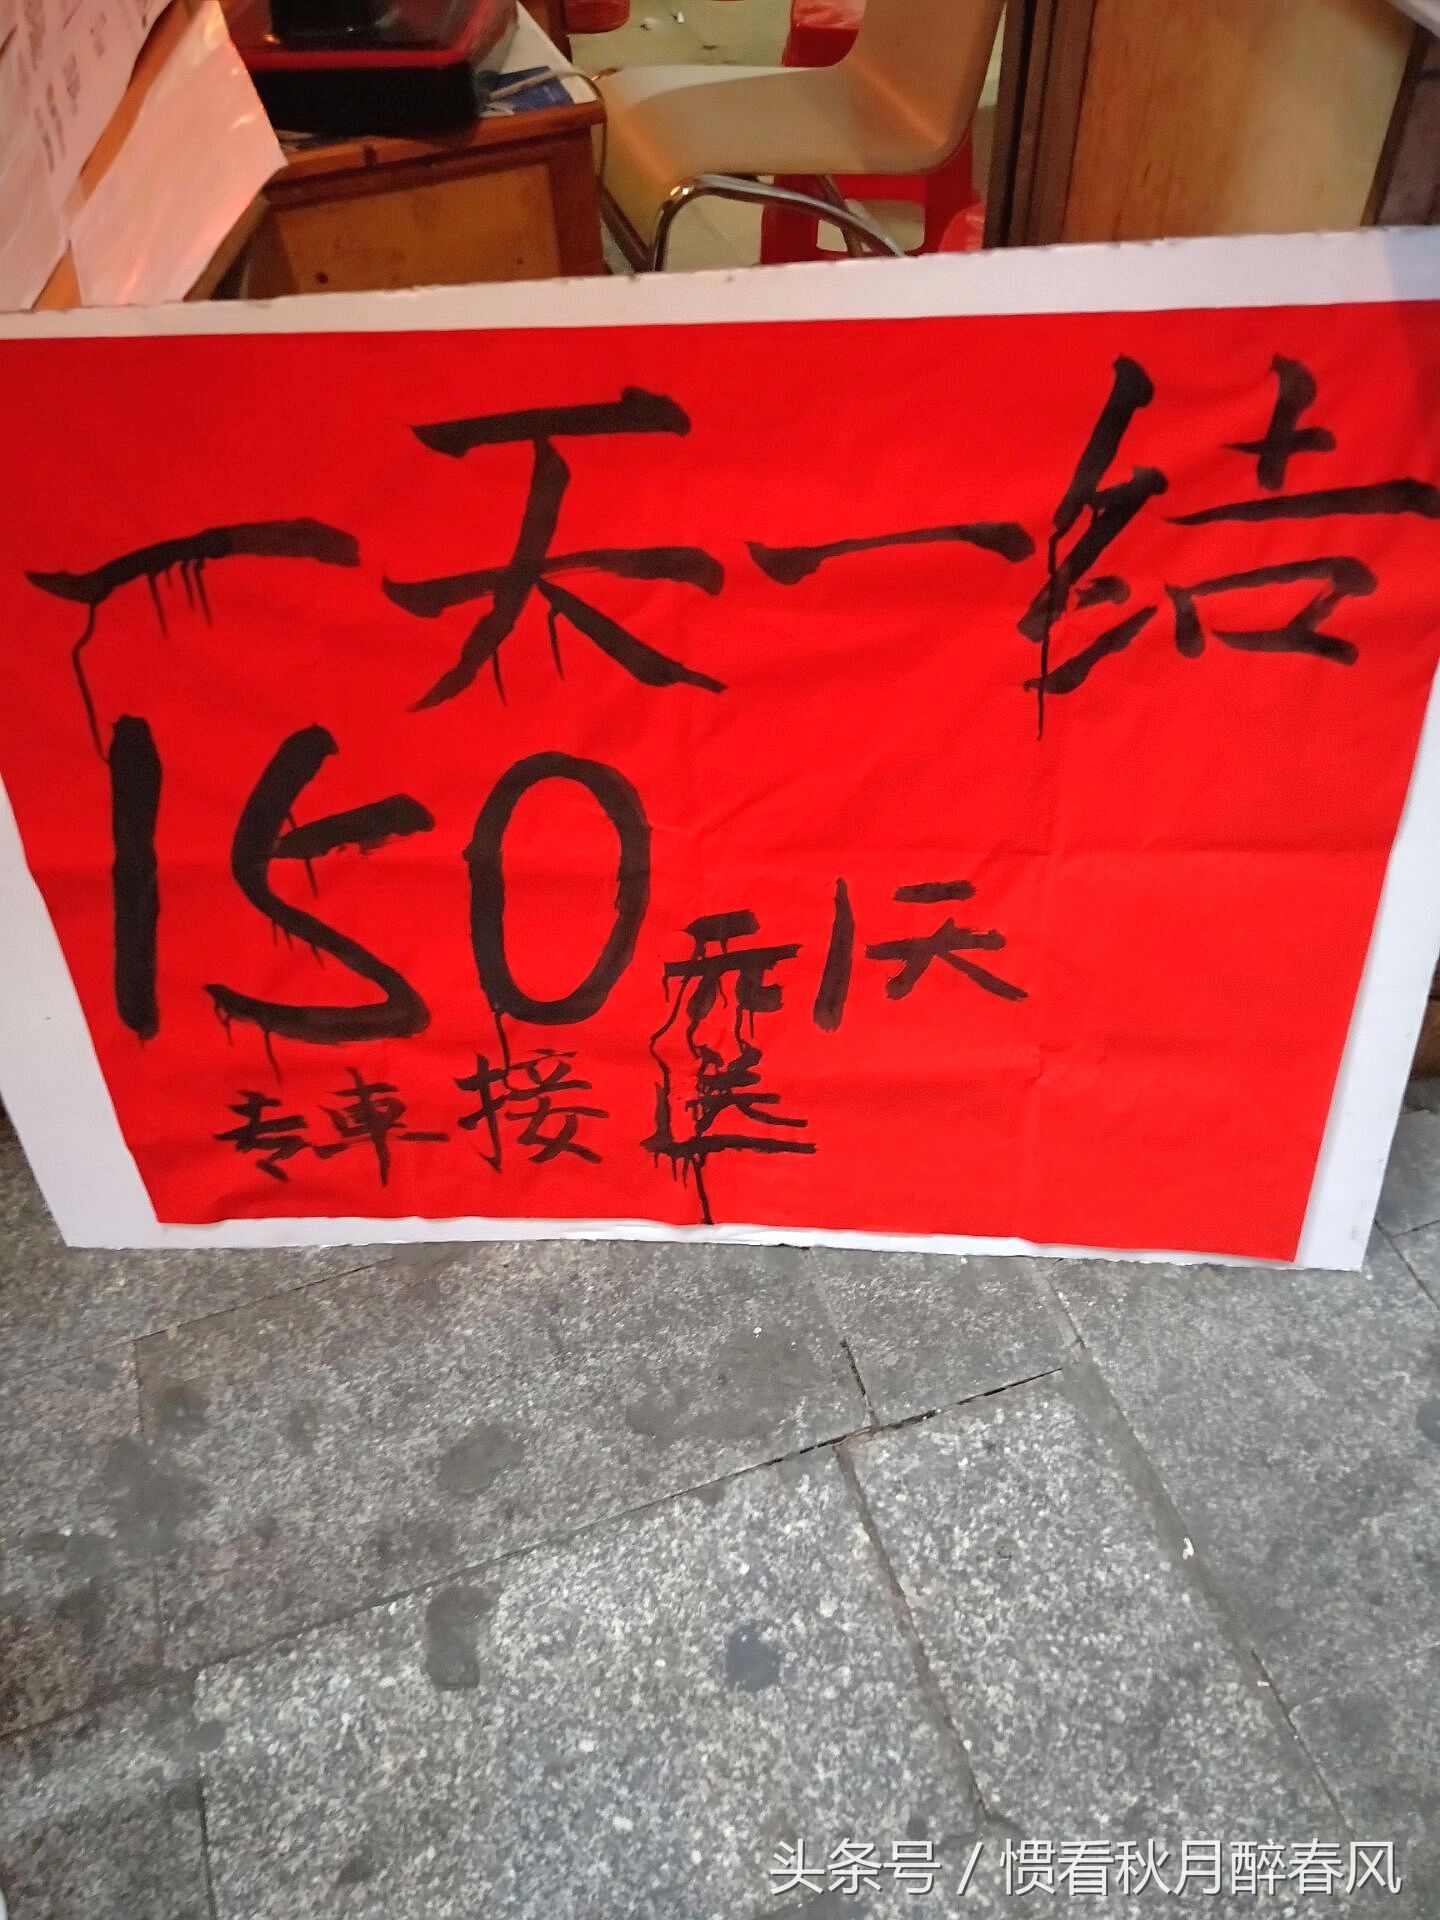 一天一结
150元/天
专車接送
头条号 / 惯看秋月醉春风